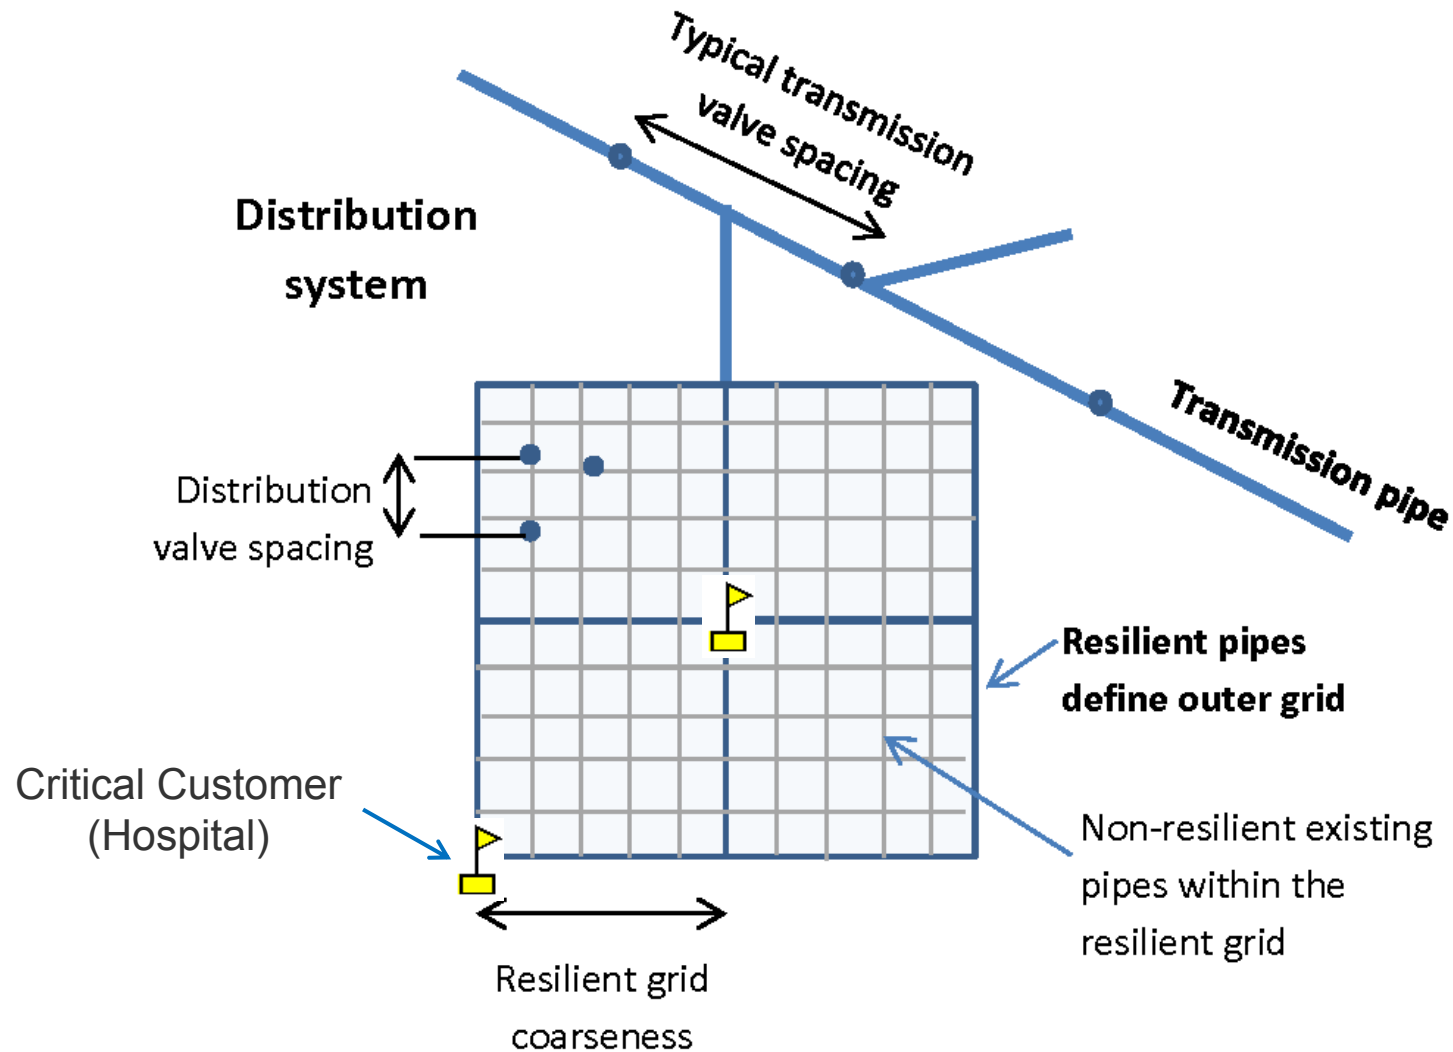 Typical transmission
valve spacing
Distribution
system
Transmission pipe
Distribution
valve spacing
Resilient pipes
define outer grid
Critical Customer
(Hospital)
Non-resilient existing
pipes within the
resilient grid
Resilient grid
coarseness